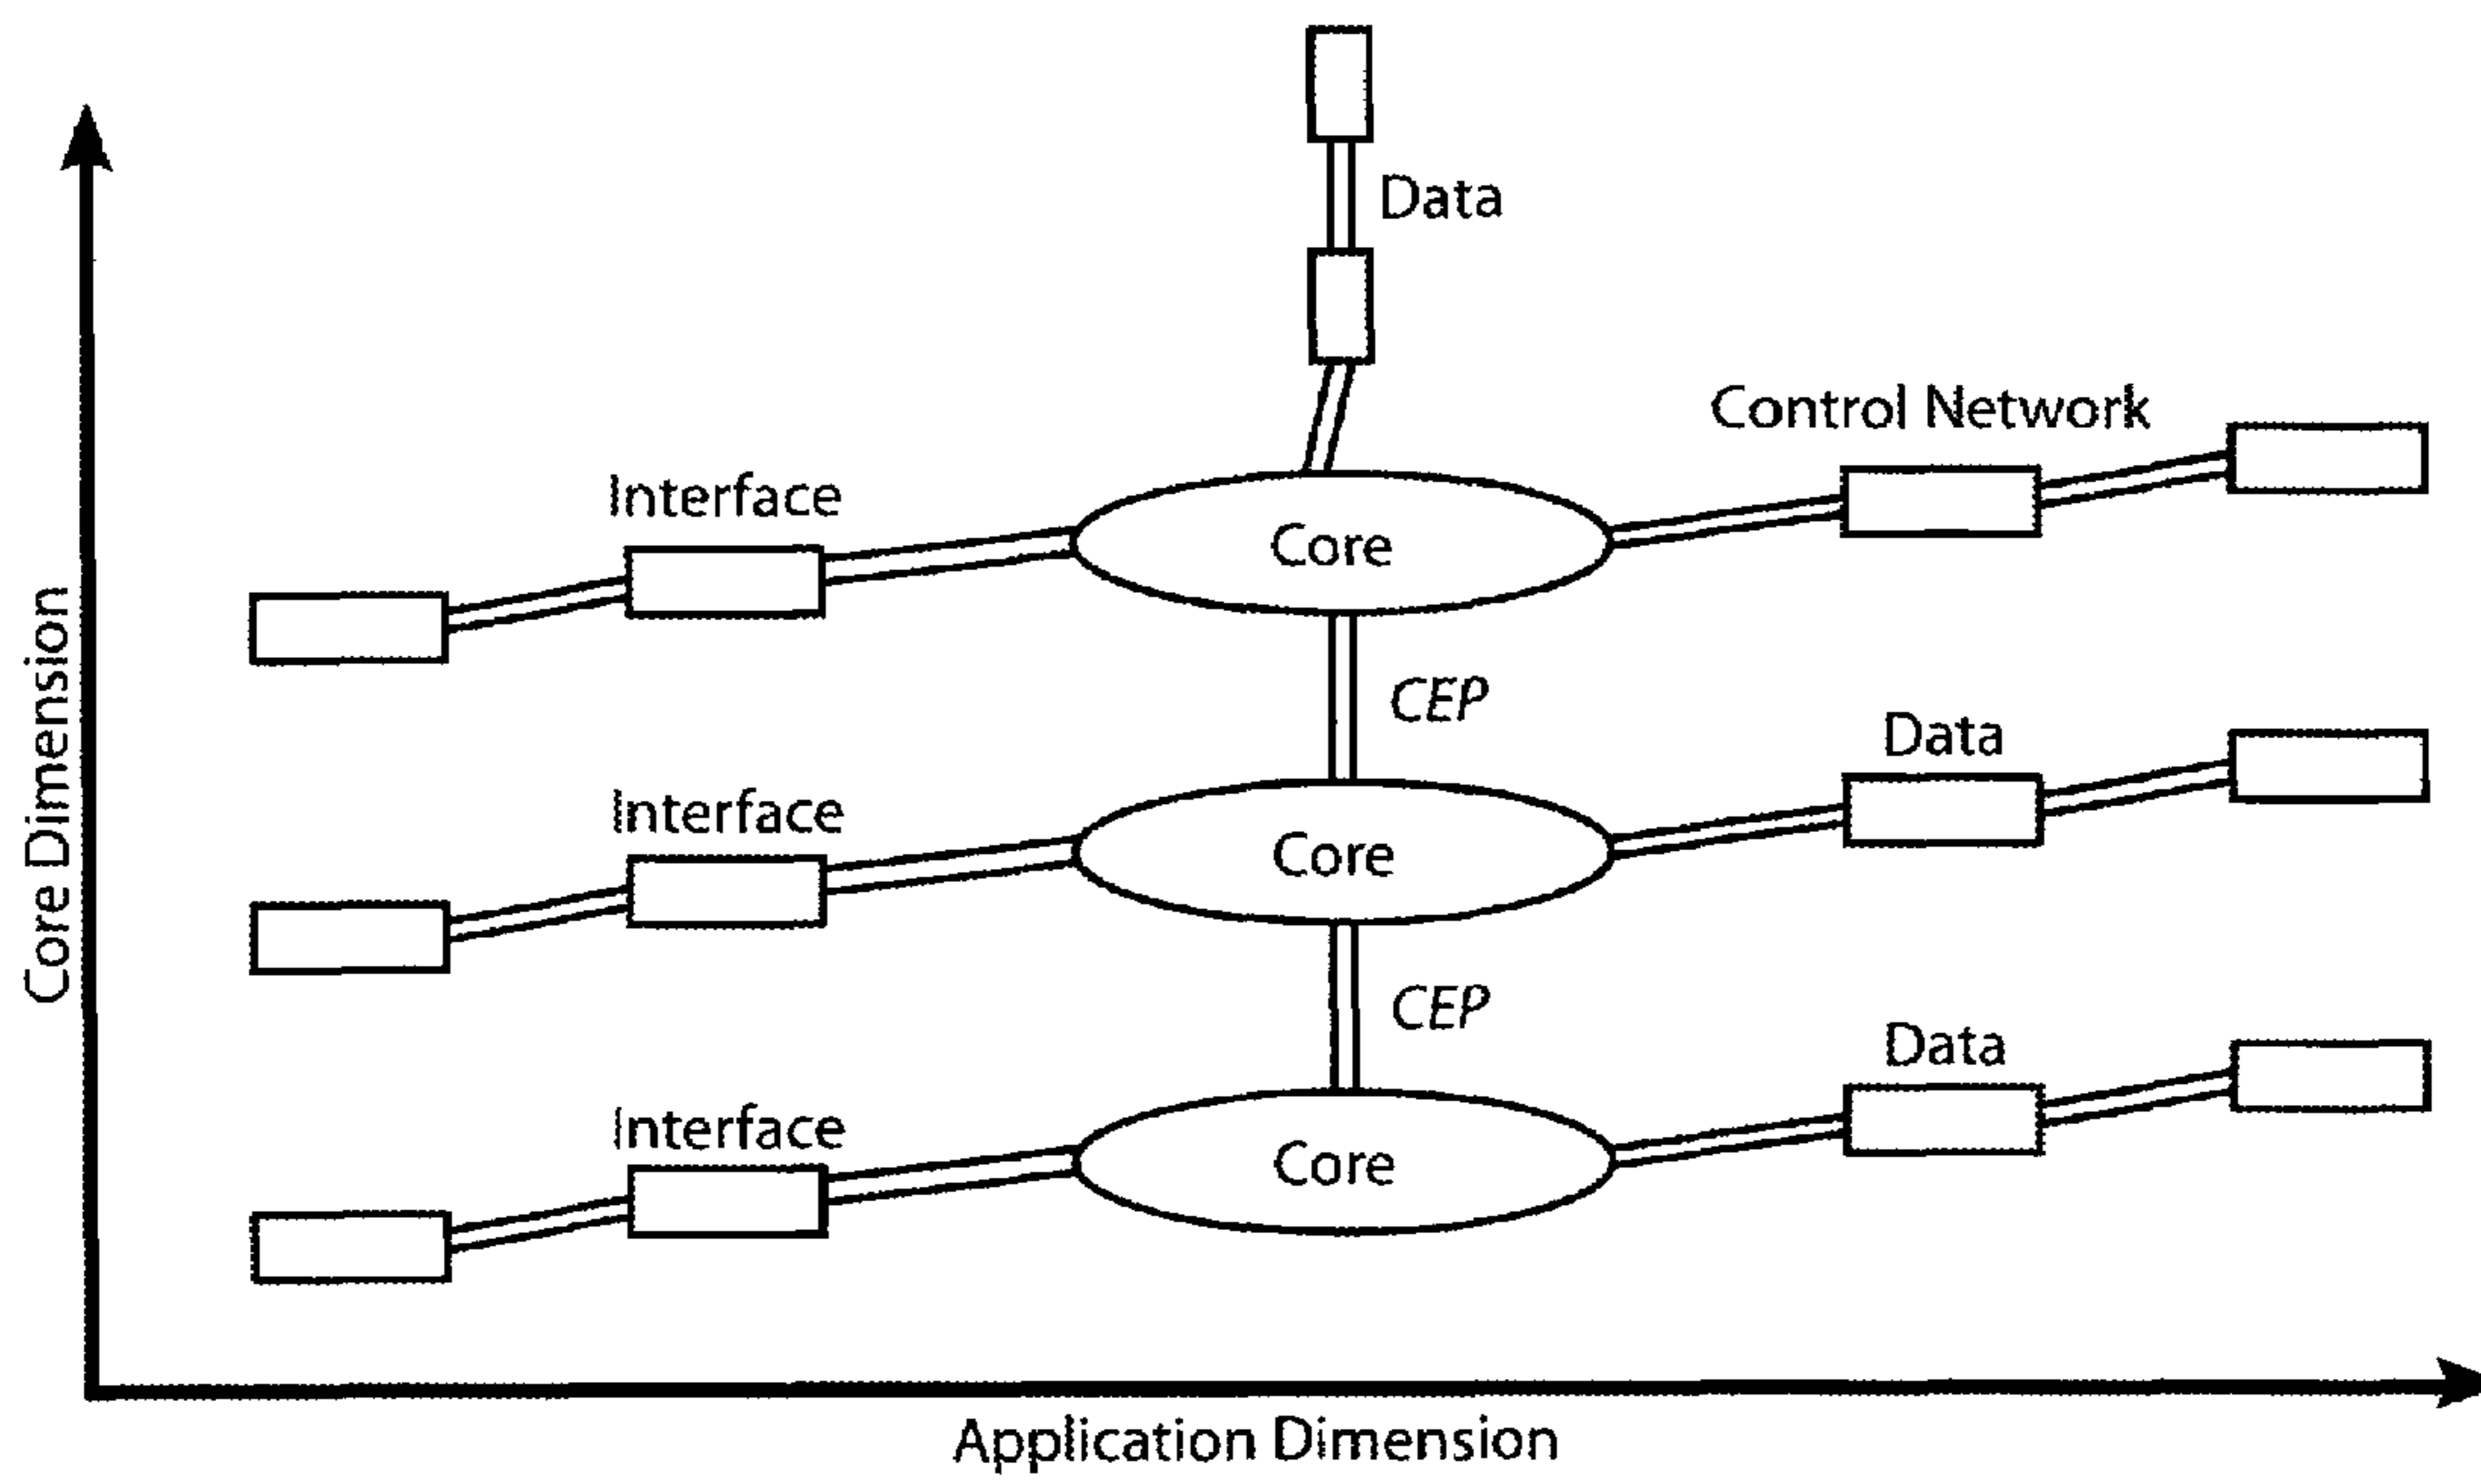 Data
Control Network
Interface
Core
CEP
Data
Interface
Core
Core Dimension
CEP
Data
Interface
Core
Application Dimension